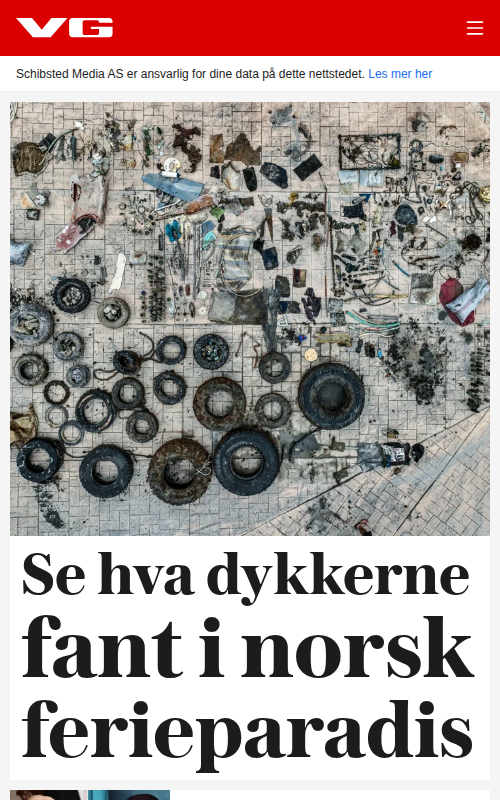 VG
Schibsted Media AS er ansvarlig for dine data på dette nettstedet. Les mer her
Se hva dykkerne
fant i norsk
ferieparadis